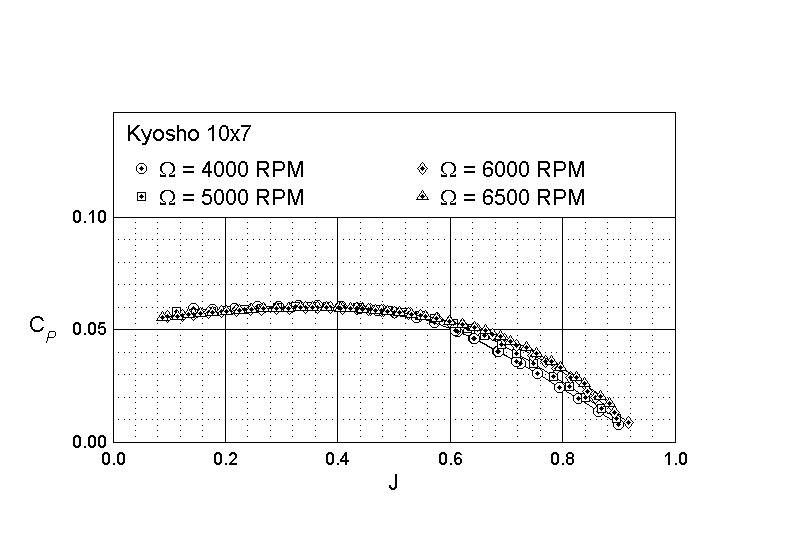 Kyosho 10x7
Ω = 4000 RPM
Ω = 6000 RPM
Ω = 5000 RPM
Ω = 6500 RPM
0.10
0.05
0.00
CP
0.0 0.2 0.4 0.6 0.8 1.0
J